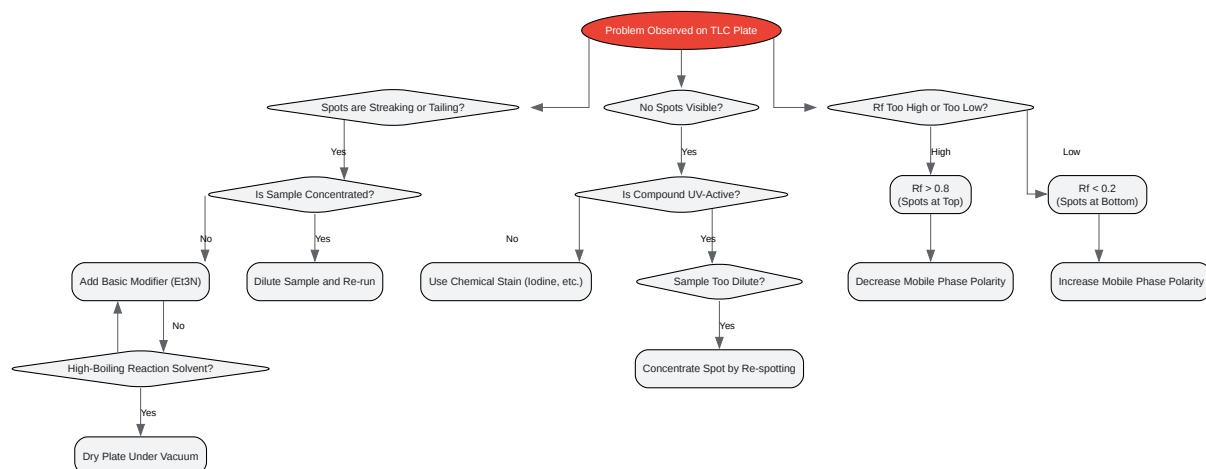 Problem Observed on TLC Plate
Spots are Streaking or Tailing?
No Spots Visible?
Rf Too High or Too Low?
Yes
Yes
High
Low
Is Sample Concentrated?
Is Compound UV-Active?
Rf > 0.8
(Spots at Top)
Rf < 0.2
(Spots at Bottom)
No
Yes
No
Yes
Add Basic Modifier (Et3N)
Dilute Sample and Re-run
Use Chemical Stain (Iodine, etc.)
Sample Too Dilute?
Decrease Mobile Phase Polarity
Increase Mobile Phase Polarity
No
Yes
High-Boiling Reaction Solvent?
Concentrate Spot by Re-spotting
Yes
Dry Plate Under Vacuum